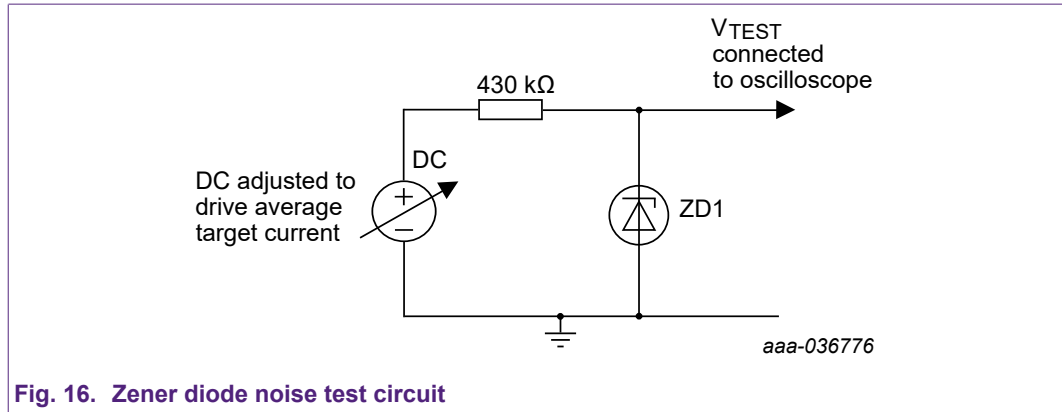 VTEST
connected
to oscilloscope
430 kΩ
DC
+
−
DC adjusted to
drive average
target current
ZD1
aaa-036776
Fig. 16. Zener diode noise test circuit